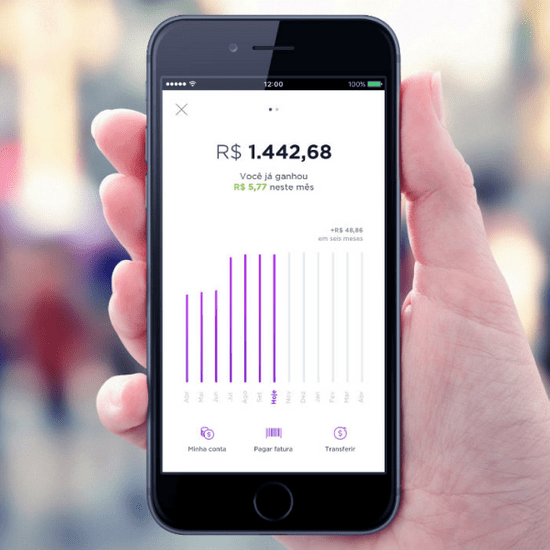 12:00
100%
R$ 1.442,68
Você já ganhou
R$ 5,77 neste mês
+R$ 48,86
em seis meses
Abr Mai Jun Jul Ago Set Hoje Nov Dez Jan Fev Mar Abr
Minha conta Pagar fatura Transferir